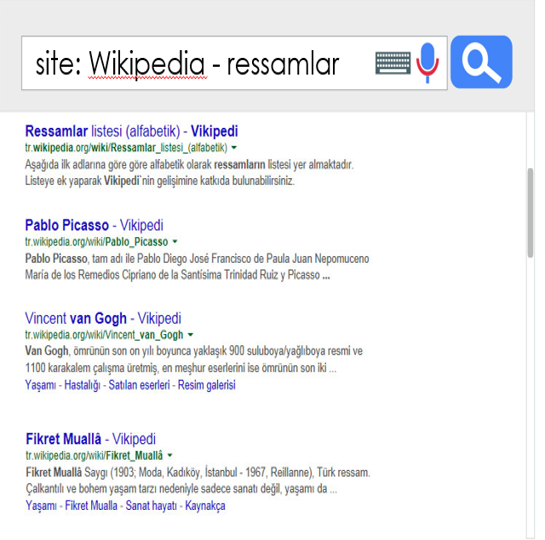 site: Wikipedia - ressamlar
Ressamlar listesi (alfabetik) - Vikipedi
tr.wikipedia.org/wiki/Ressamlar_listesi_(alfabetik)
Aşağıda ilk adlarına göre göre alfabetik olarak ressamların listesi yer almaktadır.
Listeye ek yaparak Vikipedi`nin gelişimine katkıda bulunabilirsiniz.
Pablo Picasso - Vikipedi
tr.wikipedia.org/wiki/Pablo_Picasso
Pablo Picasso, tam adı ile Pablo Diego José Francisco de Paula Juan Nepomuceno
María de los Remedios Cipriano de la Santísima Trinidad Ruiz y Picasso ...
Vincent van Gogh - Vikipedi
tr.wikipedia.org/wiki/Vincent_van_Gogh
Van Gogh, ömrünün son on yılı boyunca yaklaşık 900 suluboya/yağlıboya resmi ve
1100 karakalem çalışma üretmiş, en meşhur eserlerini ise ömrünün son iki ...
Yaşamı - Hastalığı - Satılan eserleri - Resim galerisi
Fikret Muallâ - Vikipedi
tr.wikipedia.org/wiki/Fikret_Muallâ
Fikret Muallâ Saygı (1903; Moda, Kadıköy, İstanbul - 1967, Reillanne), Türk ressam.
Çalkantılı ve bohem yaşam tarzı nedeniyle sadece sanatı değil, yaşamı da ...
Yaşamı - Fikret Mualla - Sanat hayatı - Kaynakça